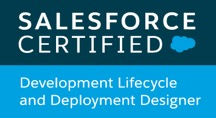 SALESFORCE
CERTIFIED
Development Lifecycle
and Deployment Designer